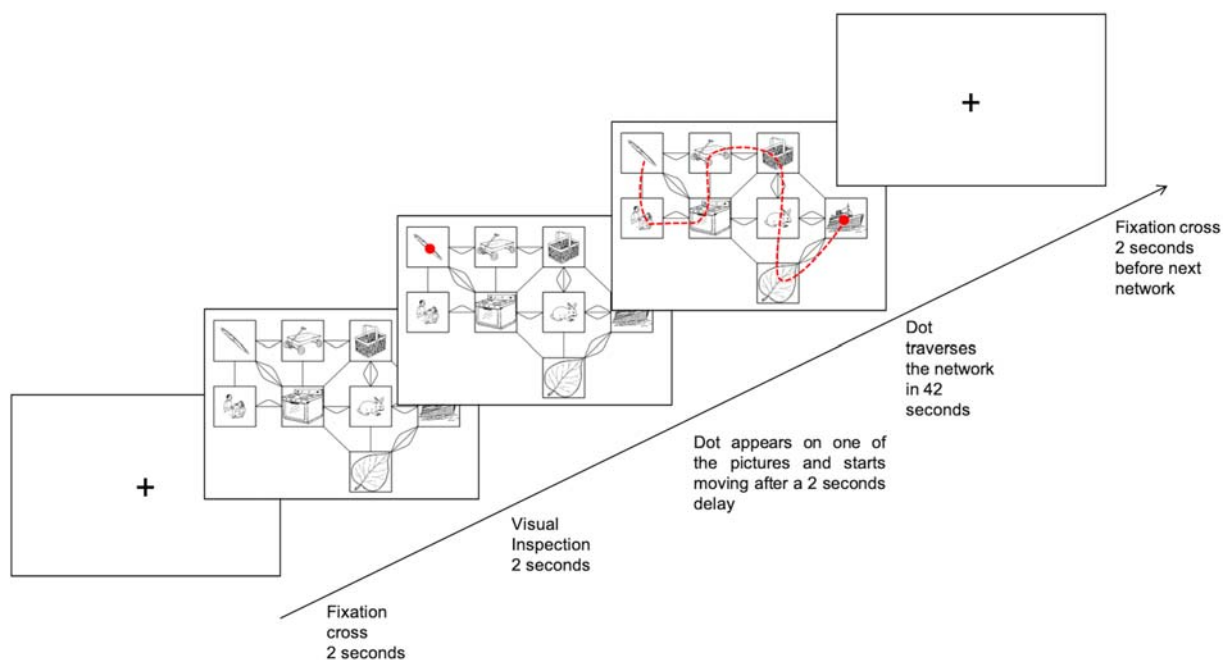 +
+
Fixation
cross
2 seconds
Visual
Inspection
2 seconds
Dot appears on one of
the pictures and starts
moving after a 2 seconds
delay
Dot
traverses
the network
in 42
seconds
Fixation cross
2 seconds
before next
network